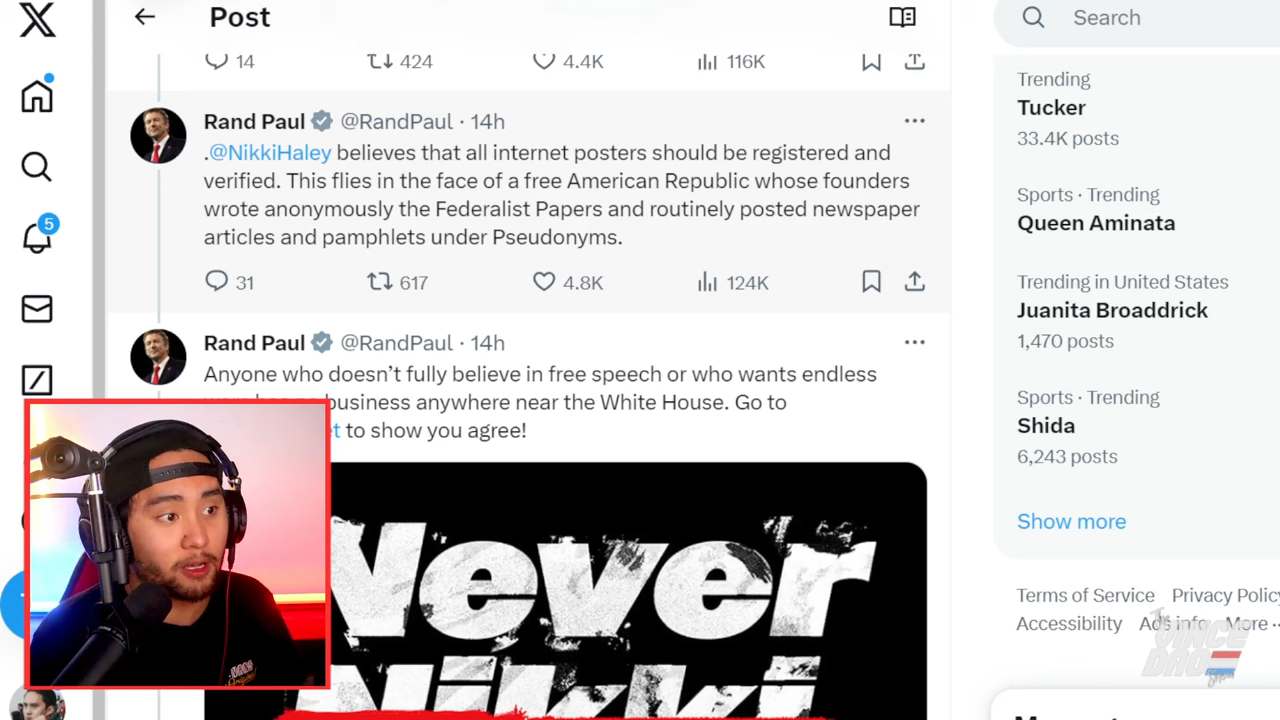 Post
Search
14 424 4.4K 116K
Rand Paul @RandPaul · 14h
.@NikkiHaley believes that all internet posters should be registered and
verified. This flies in the face of a free American Republic whose founders
wrote anonymously the Federalist Papers and routinely posted newspaper
articles and pamphlets under Pseudonyms.
31 617 4.8K 124K
Rand Paul @RandPaul · 14h
Anyone who doesn't fully believe in free speech or who wants endless
business anywhere near the White House. Go to
to show you agree!
Never
Nikki
5
Trending
Tucker
33.4K posts
Sports · Trending
Queen Aminata
Trending in United States
Juanita Broaddrick
1,470 posts
Sports · Trending
Shida
6,243 posts
Show more
Terms of Service Privacy Policy
Accessibility Ads info More ··
The
VINCE
DAO
Show